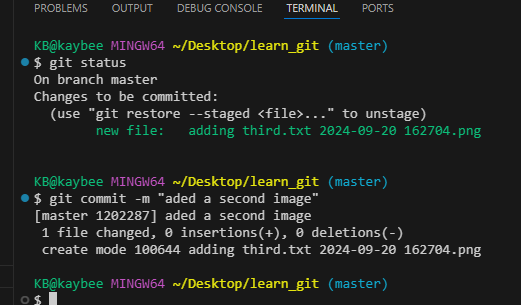 PROBLEMS OUTPUT DEBUG CONSOLE TERMINAL PORTS
KB@kaybee MINGW64 ~/Desktop/learn_git (master)
$ git status
On branch master
Changes to be committed:
  (use "git restore --staged <file>..." to unstage)
        new file:   adding third.txt 2024-09-20 162704.png
KB@kaybee MINGW64 ~/Desktop/learn_git (master)
$ git commit -m "aded a second image"
[master 1202287] aded a second image
 1 file changed, 0 insertions(+), 0 deletions(-)
 create mode 100644 adding third.txt 2024-09-20 162704.png
KB@kaybee MINGW64 ~/Desktop/learn_git (master)
$